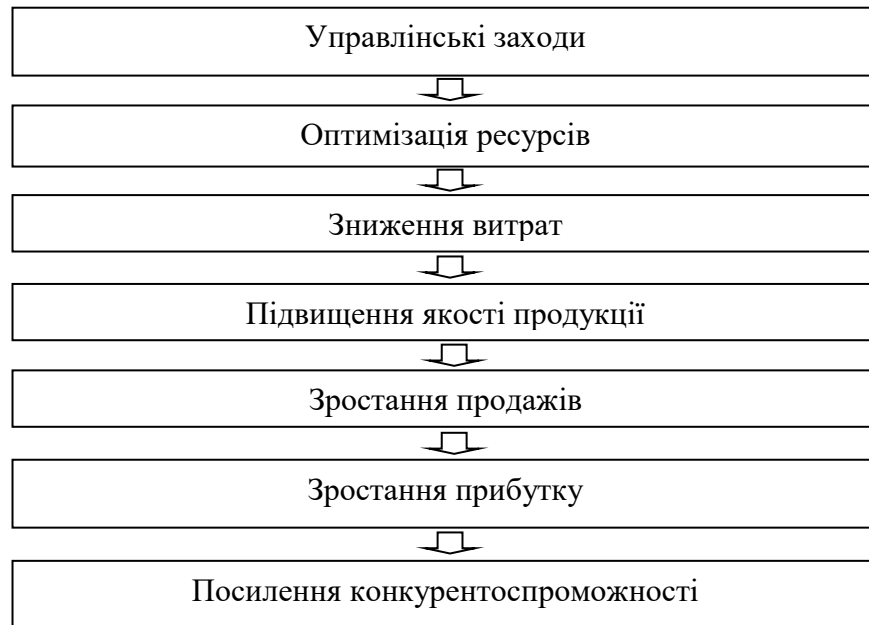 Управлінські заходи
Оптимізація ресурсів
Зниження витрат
Підвищення якості продукції
Зростання продажів
Зростання прибутку
Посилення конкурентоспроможності